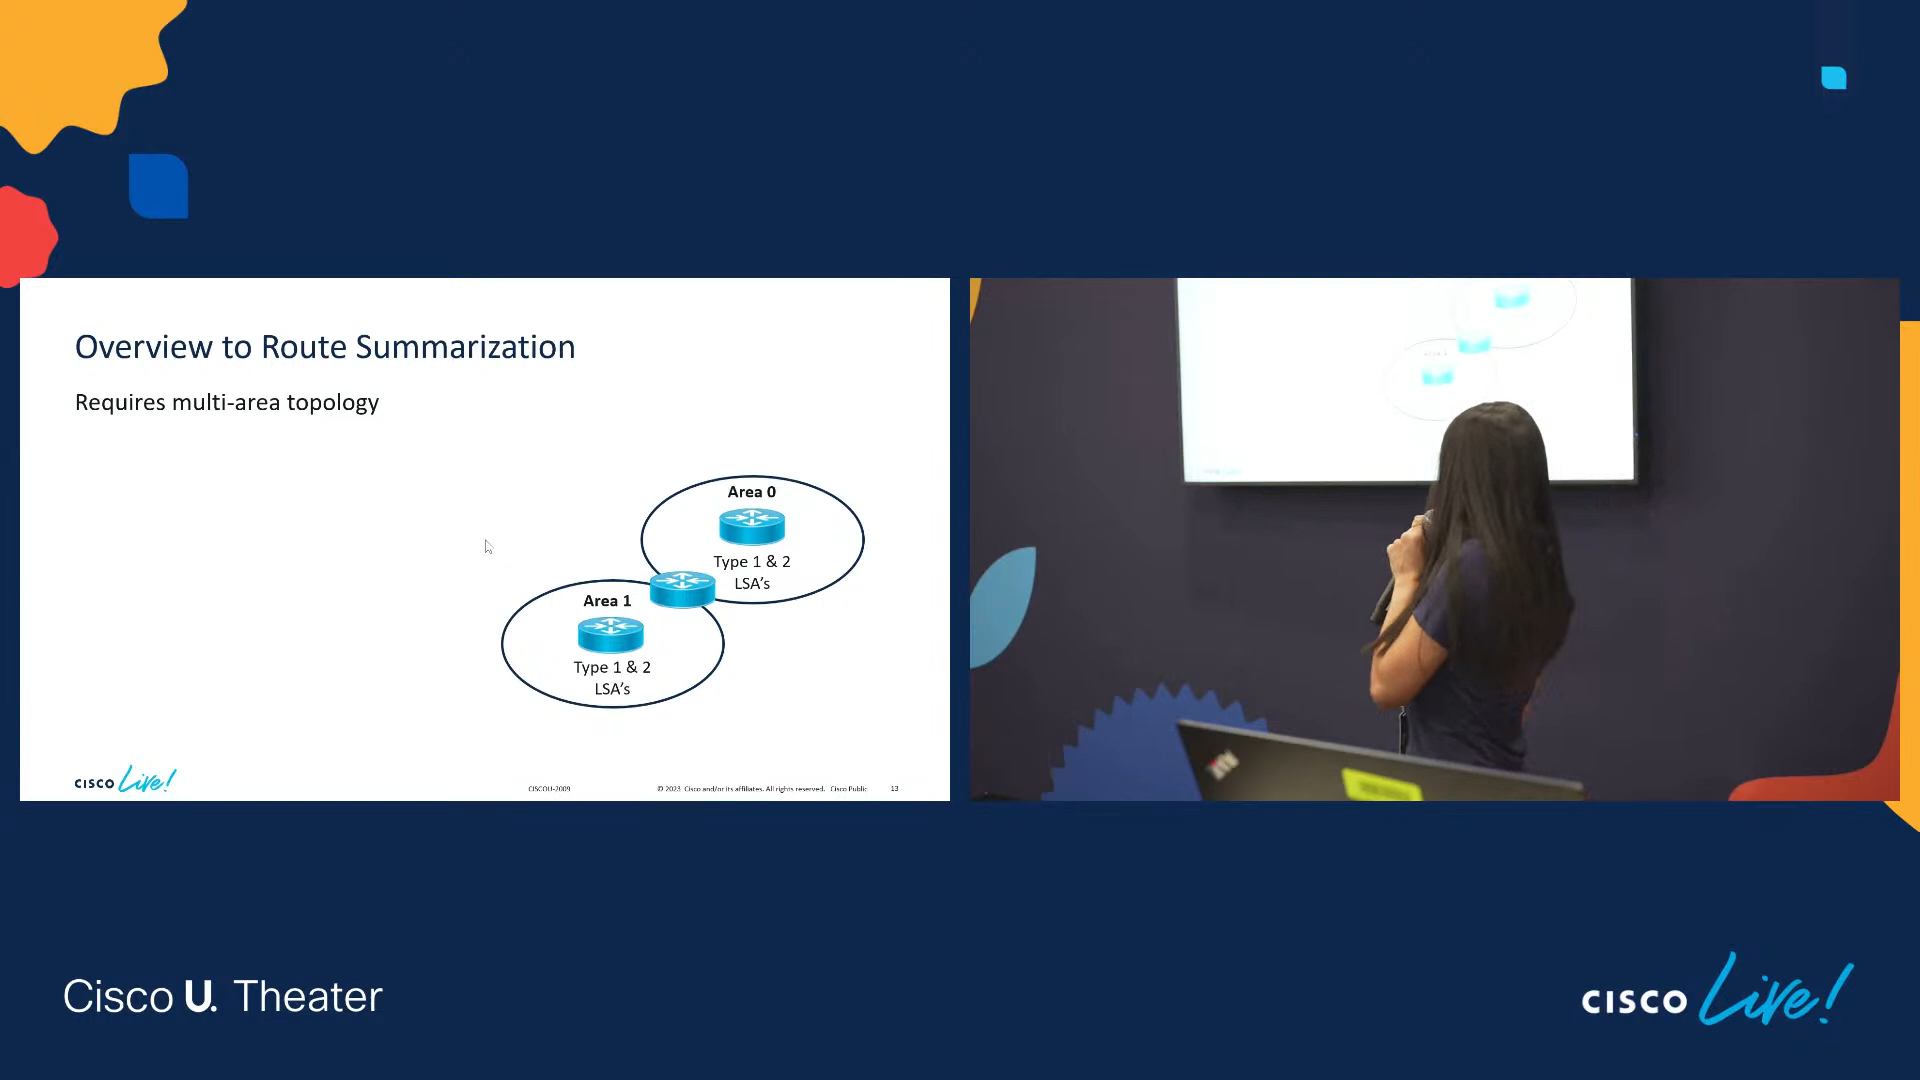 Overview to Route Summarization
Requires multi-area topology
Area 0
Type 1 & 2
LSA's
Area 1
Type 1 & 2
LSA's
CISCO Live!
CISCOU-2009
© 2023 Cisco and/or its affiliates. All rights reserved. Cisco Public
13
Cisco U. Theater
CISCO Live!